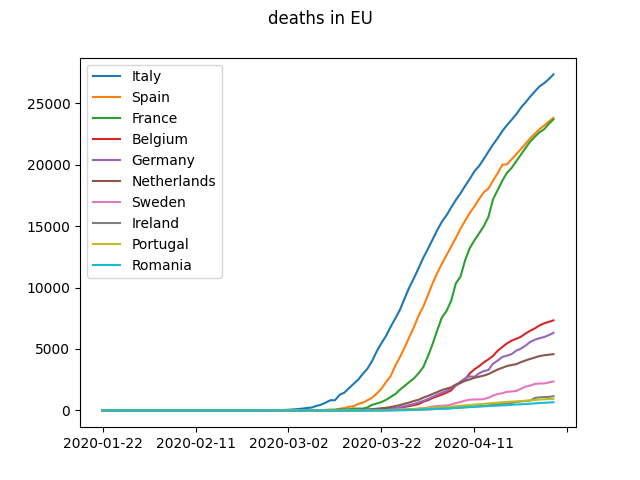 deaths in EU
25000
20000
15000
10000
5000
0
Italy
Spain
France
Belgium
Germany
Netherlands
Sweden
Ireland
Portugal
Romania
2020-01-22 2020-02-11 2020-03-02 2020-03-22 2020-04-11